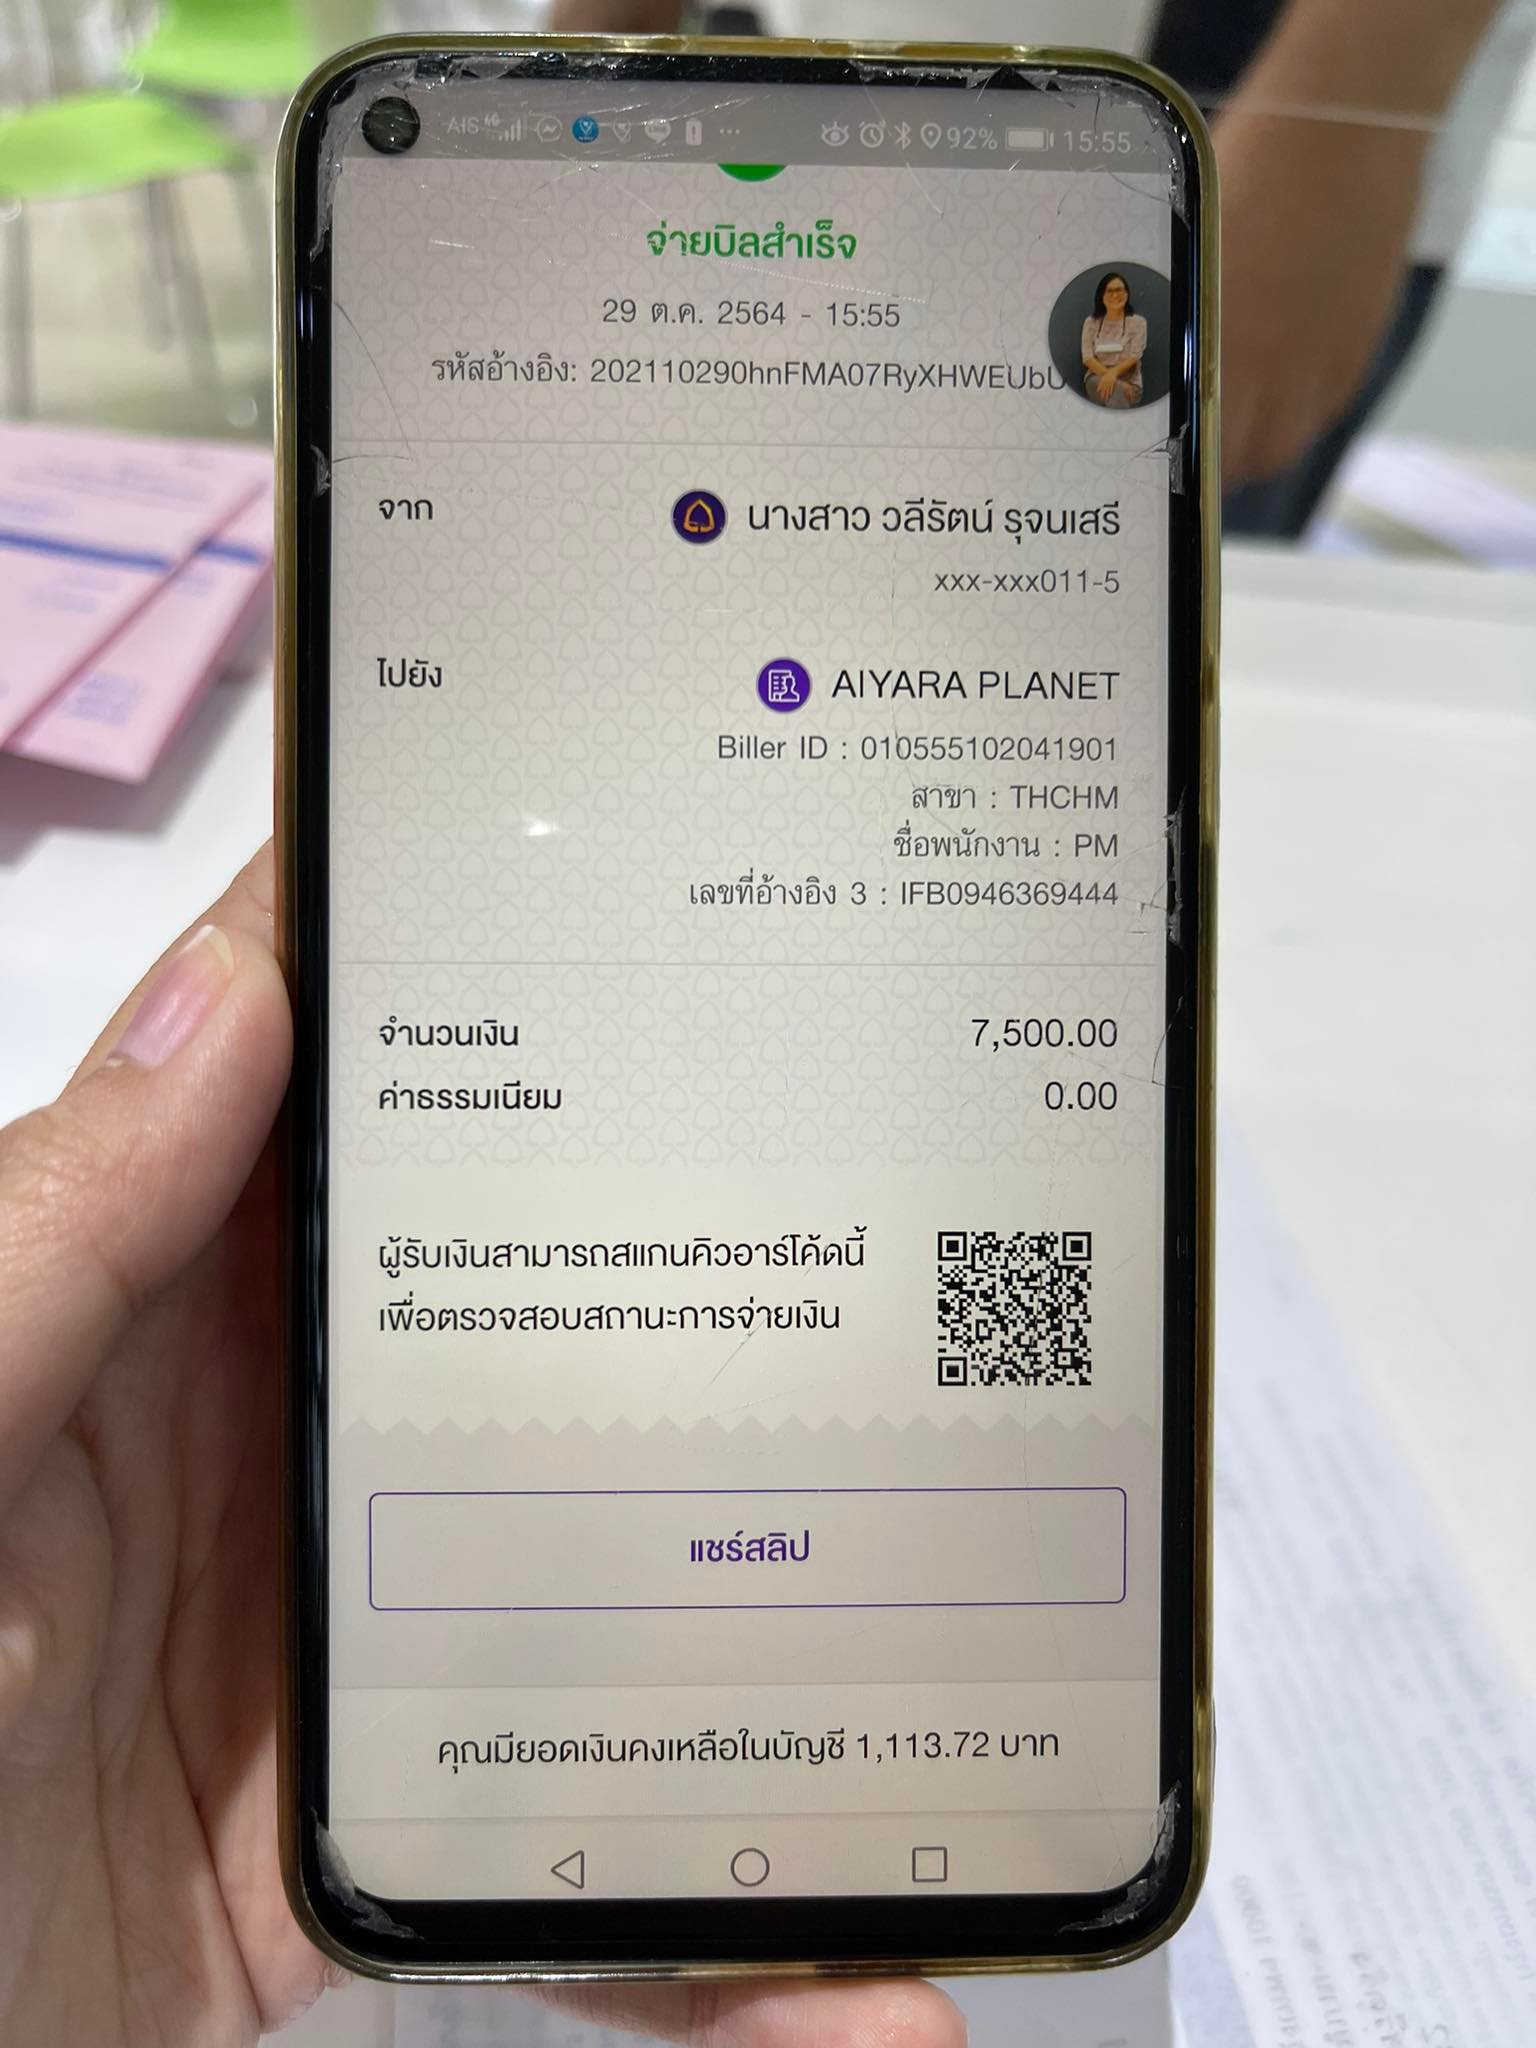 AIS 4G 92% 15:55
จ่ายบิลสำเร็จ
29 ต.ค. 2564 - 15:55
รหัสอ้างอิง: 202110290hnFMA07RyXHWEUbU
จาก นางสาว วลีรัตน์ รุจนเสรี
xxx-xxx011-5
ไปยัง AIYARA PLANET
Biller ID : 010555102041901
สาขา : THCHM
ชื่อพนักงาน : PM
เลขที่อ้างอิง 3 : IFB0946369444
จำนวนเงิน 7,500.00
ค่าธรรมเนียม 0.00
ผู้รับเงินสามารถสแกนคิวอาร์โค้ดนี้
เพื่อตรวจสอบสถานะการจ่ายเงิน
แชร์สลิป
คุณมียอดเงินคงเหลือในบัญชี 1,113.72 บาท